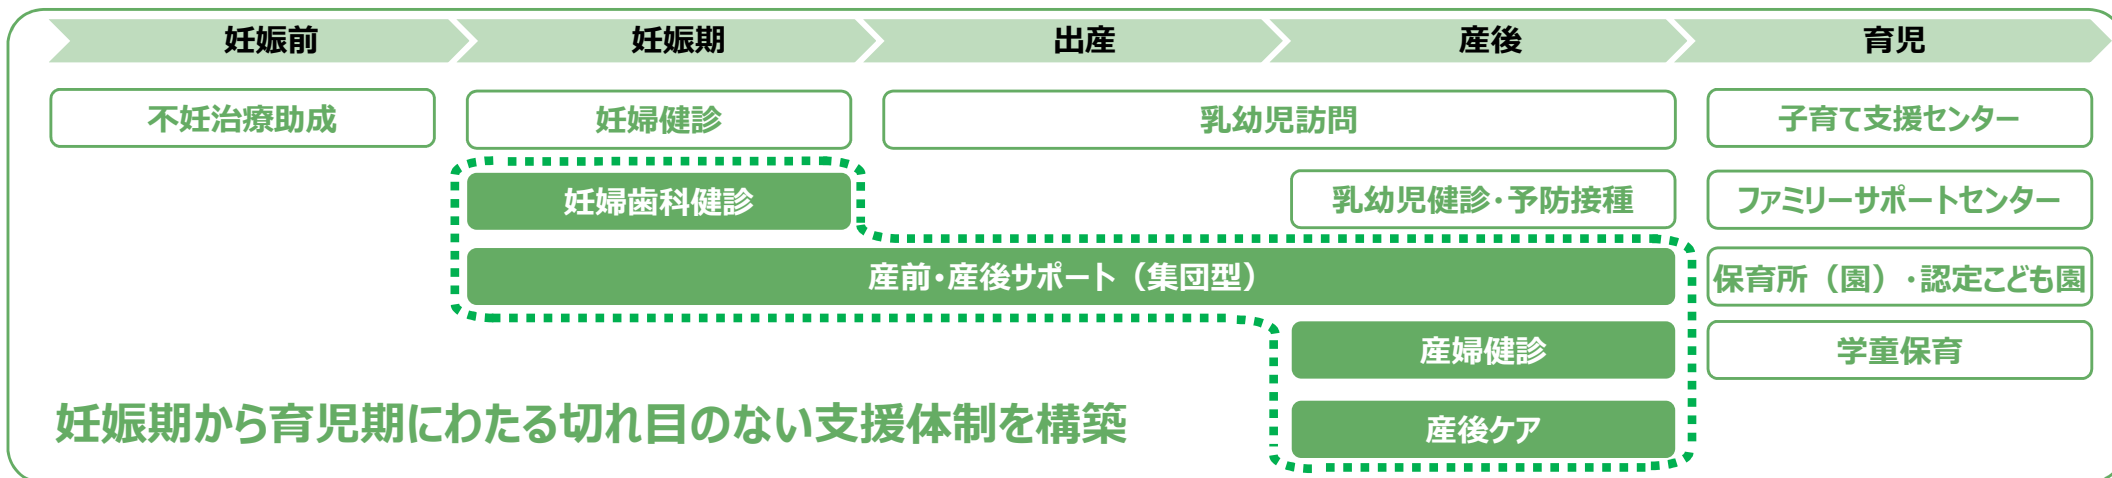 妊娠前
妊娠期
出産
産後
育児
不妊治療助成
妊婦健診
乳幼児訪問
子育て支援センター
妊婦歯科健診
乳幼児健診・予防接種
ファミリーサポートセンター
産前・産後サポート（集団型）
保育所（園）・認定こども園
産婦健診
学童保育
妊娠期から育児期にわたる切れ目のない支援体制を構築
産後ケア